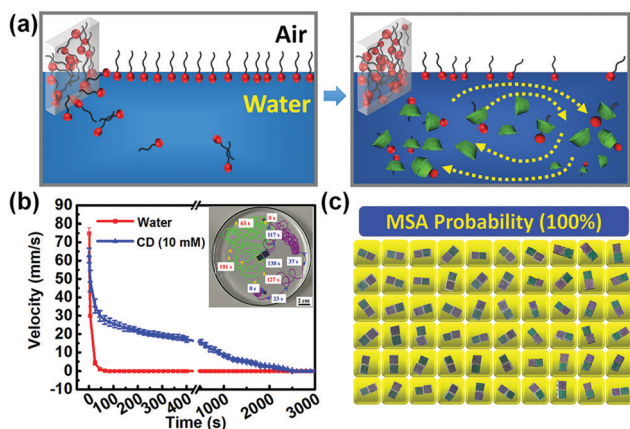 (a)
Air
Water
(b)
90
80
70
60
50
40
30
20
10
0
-10
Velocity (mm/s)
Water
CD (10 mM)
0 100 200 300 400 1000 2000 3000
Time (s)
63 s
0 s
117 s
101 s
138 s
37 s
127 s
0 s
23 s
2 cm
(c)
MSA Probability (100%)